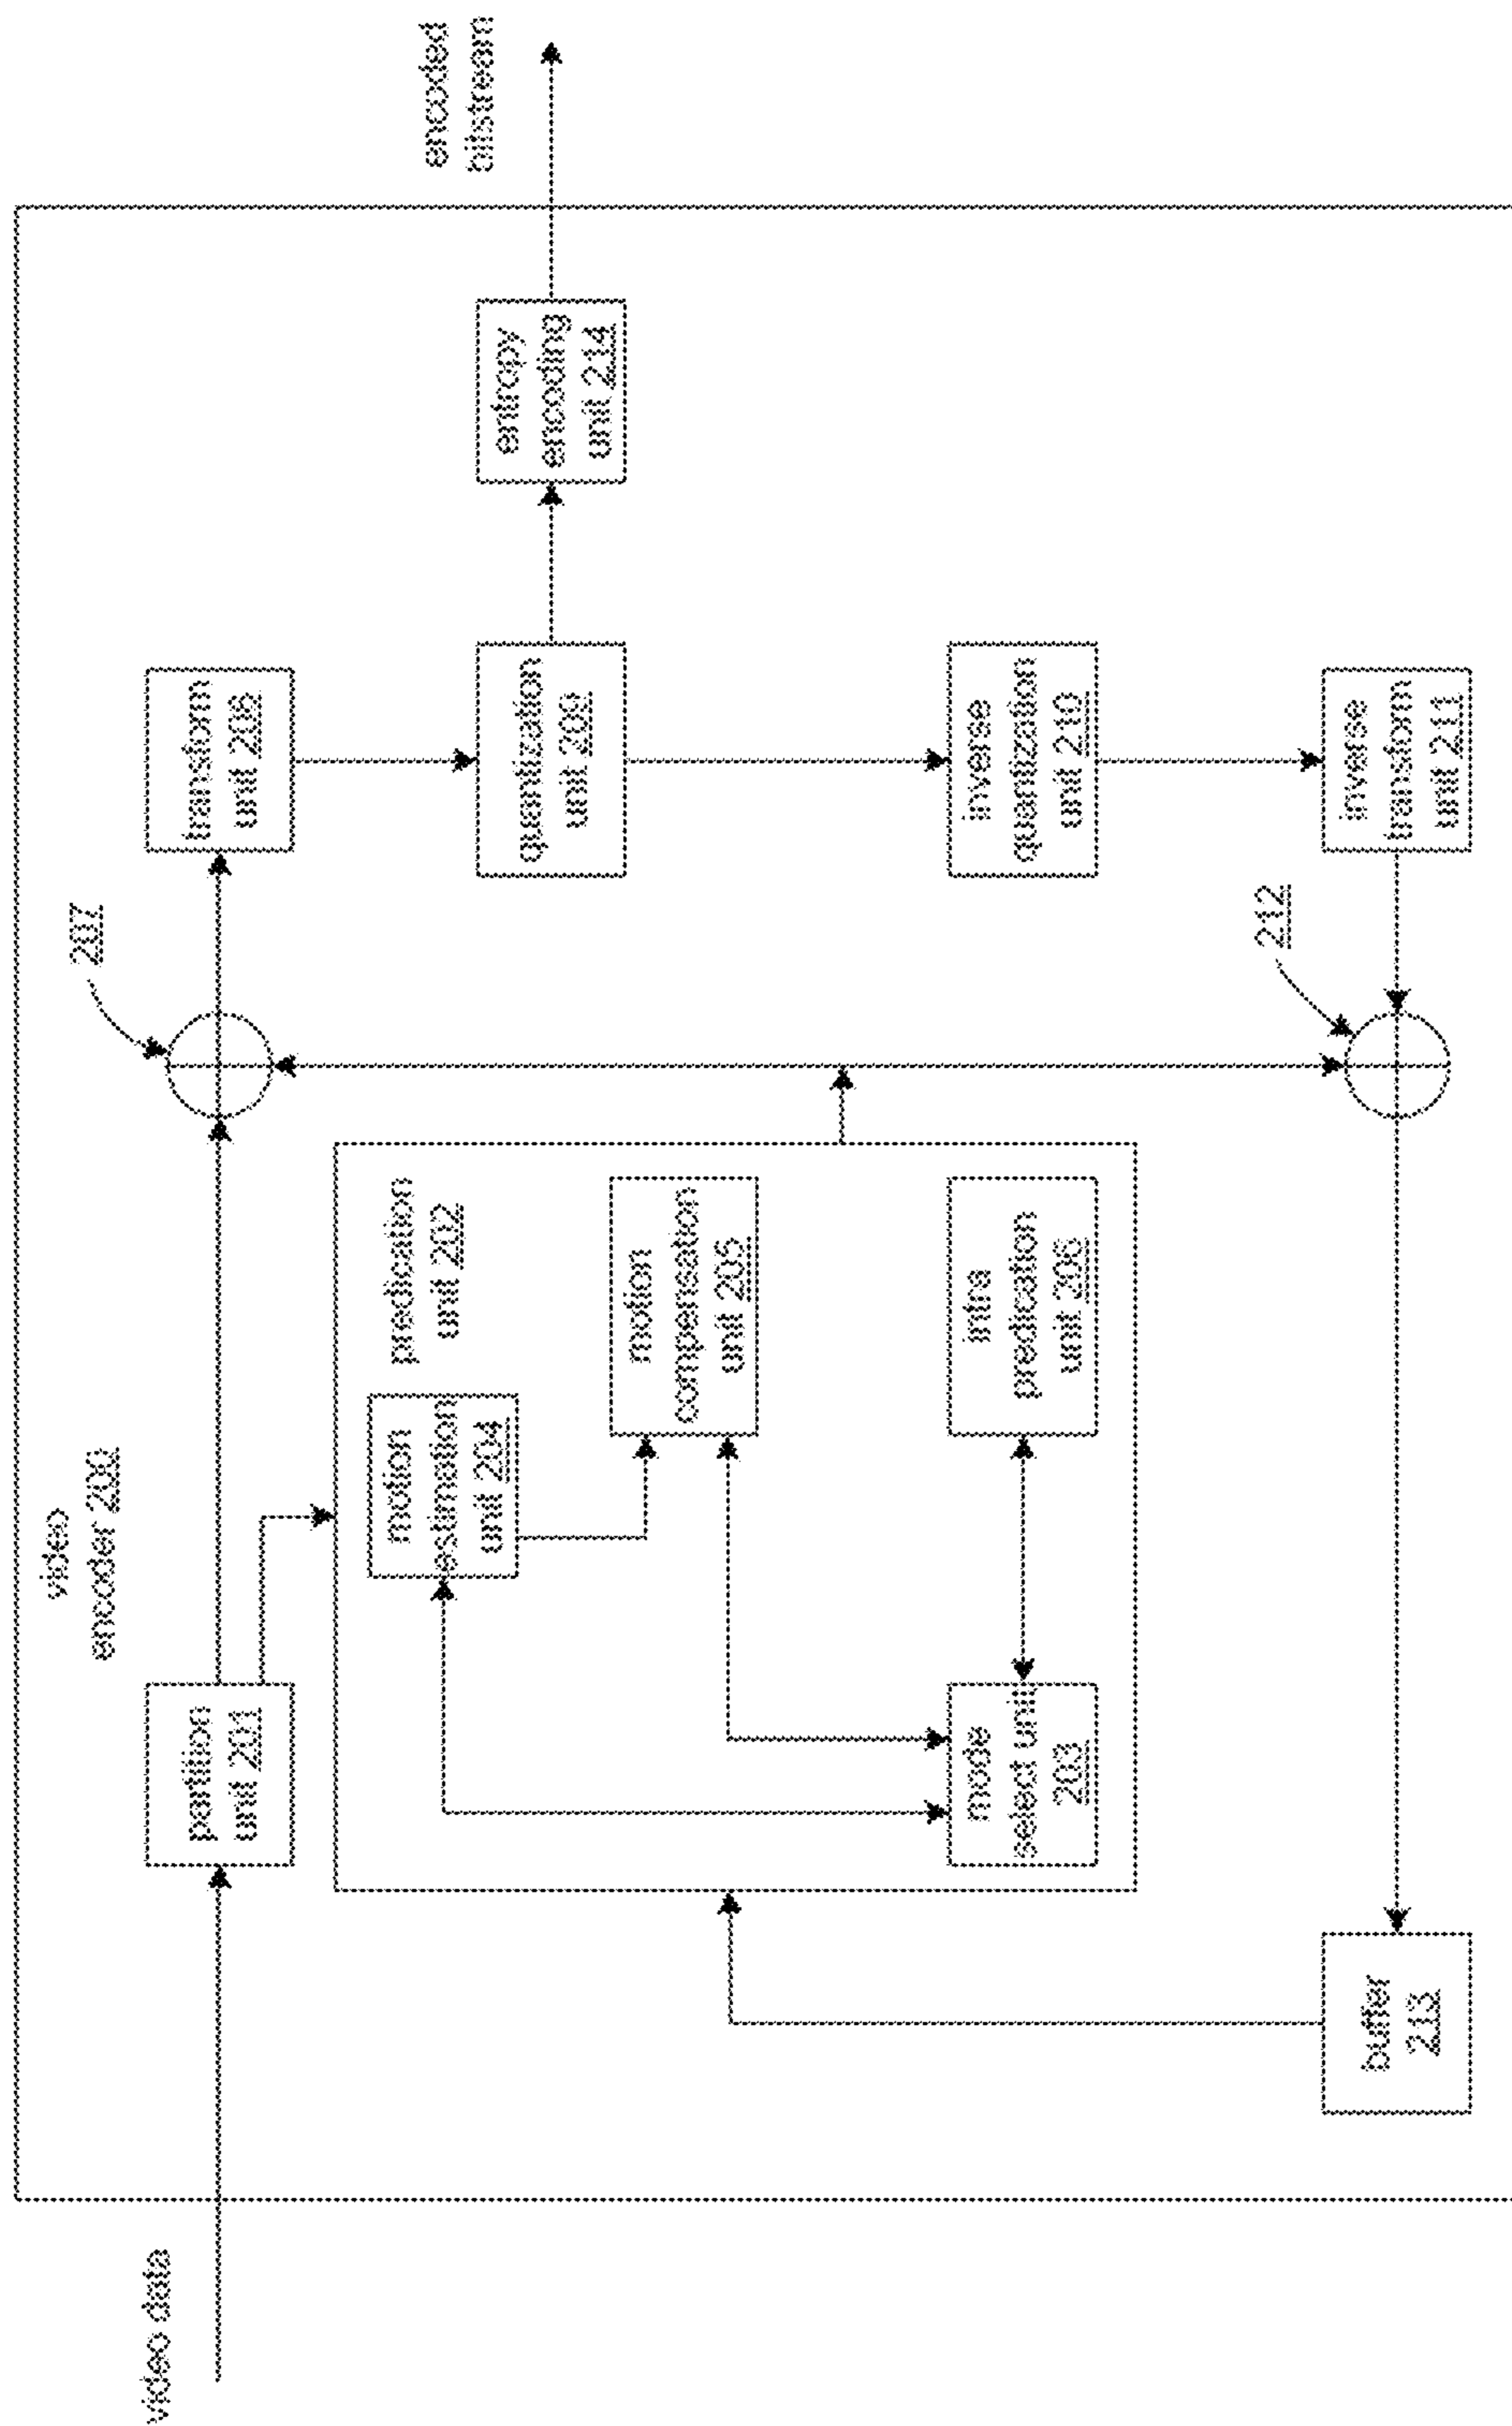 video
encoder 200
video data
partition
unit 201
207
transform
unit 208
encoded
bitstream
predication
unit 202
motion
estimation
unit 204
quantization
unit 209
entropy
encoding
unit 214
motion
compensation
unit 205
mode
select unit
203
intra
predication
unit 206
inverse
quantization
unit 210
212
buffer
213
inverse
transform
unit 211